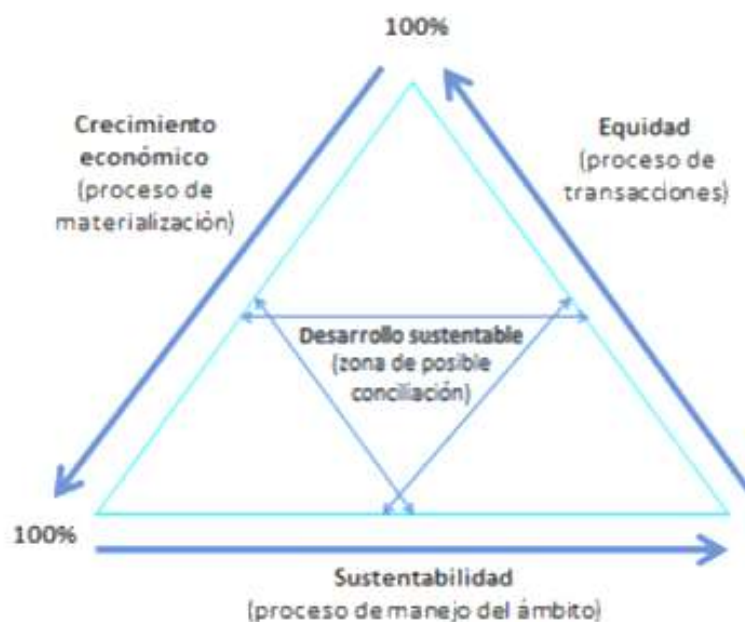 100%
Crecimiento
económico
(proceso de
materialización)
Equidad
(proceso de
transacciones)
Desarrollo sustentable
(zona de posible
conciliación)
100%
Sustentabilidad
(proceso de manejo del ámbito)